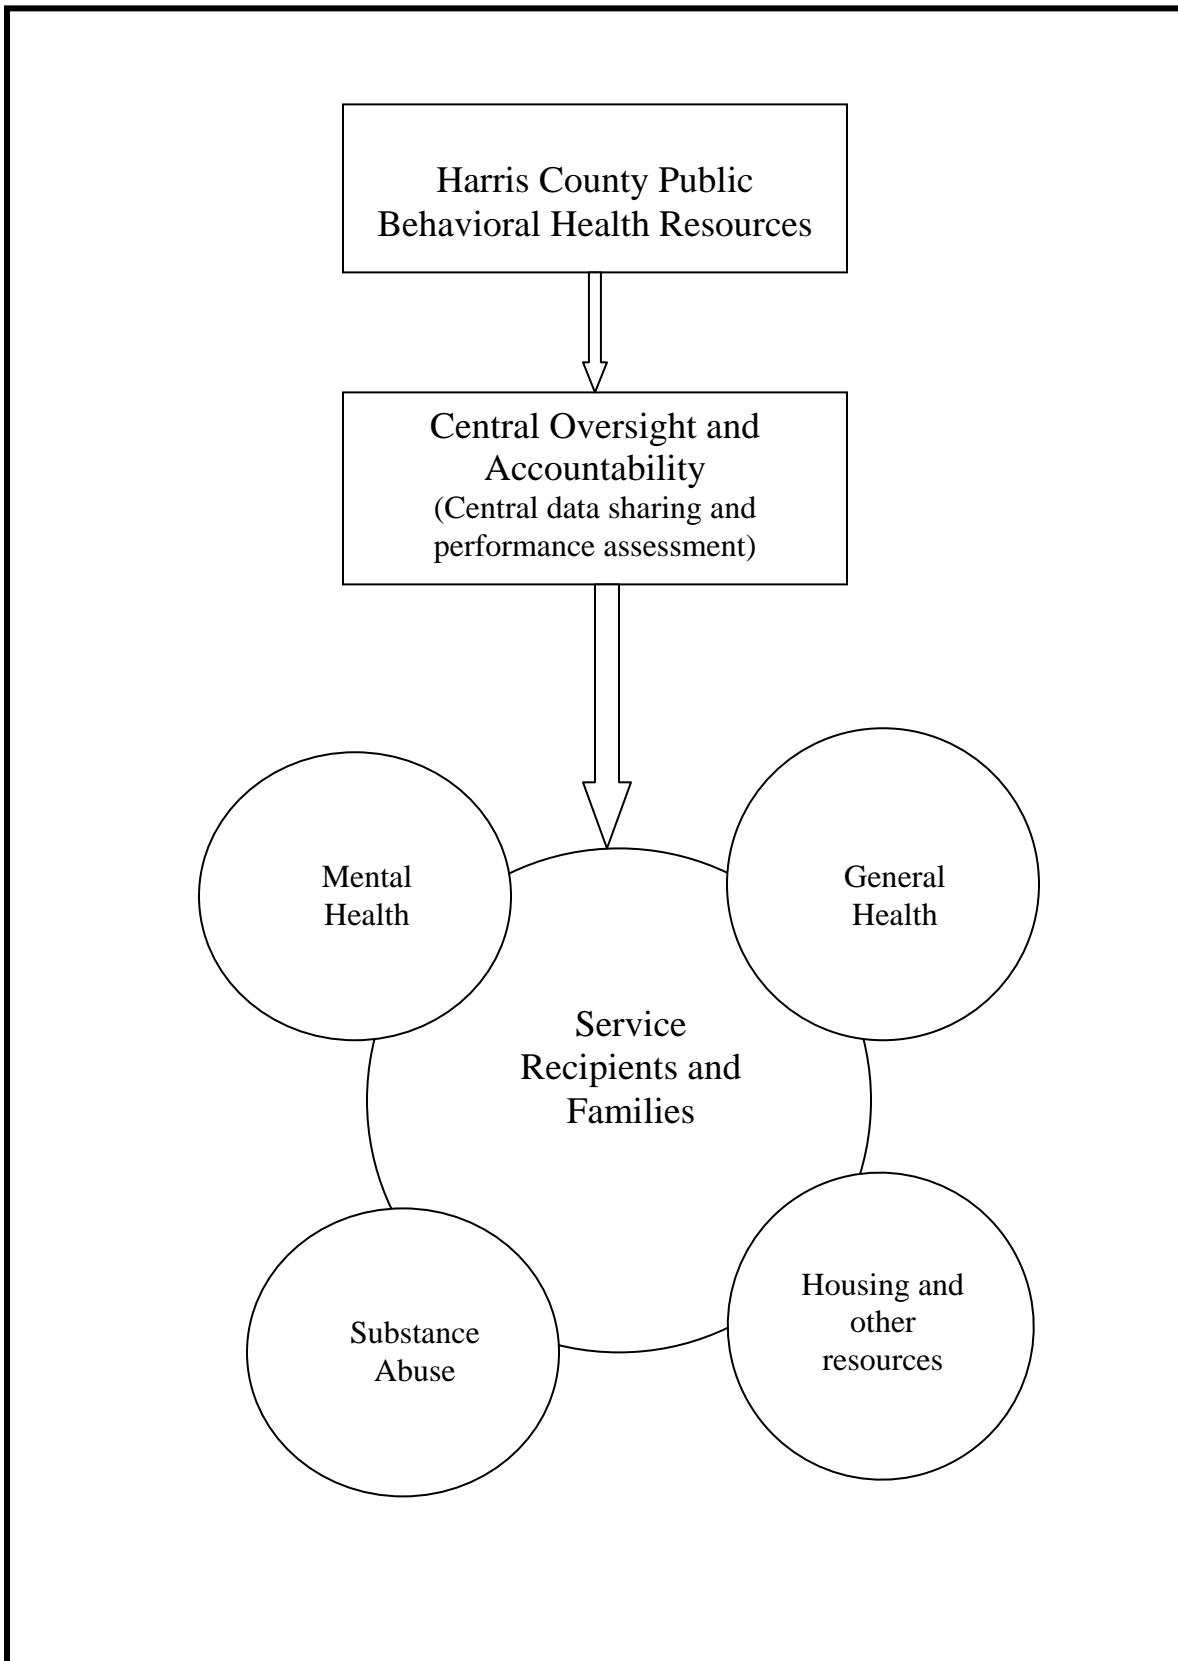 Harris County Public
Behavioral Health Resources
Central Oversight and
Accountability
(Central data sharing and
performance assessment)
Mental
Health
General
Health
Service
Recipients and
Families
Substance
Abuse
Housing and
other
resources